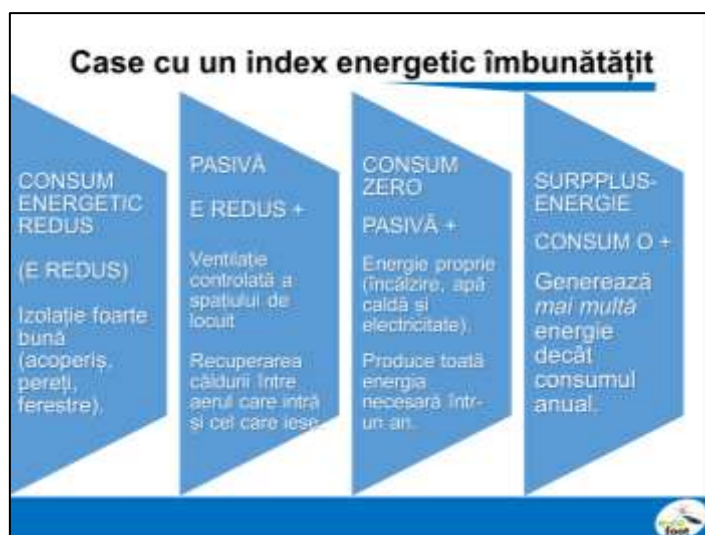 Case cu un index energetic îmbunătățit
CONSUM
ENERGETIC
REDUS
(E REDUS)
Izolație foarte
bună
(acoperiș,
pereți,
ferestre).
PASIVĂ
E REDUS +
Ventilație
controlată a
spațiului de
locuit
Recuperarea
căldurii între
aerul care intră
și cel care iese.
CONSUM
ZERO
PASIVĂ +
Energie proprie
(încălzire, apă
caldă si
electricitate).
Produce toată
energia
necesară într-
un an.
SURPPLUS-
ENERGIE
CONSUM O +
Generează
mai multă
energie
decât
consumul
anual.
foot